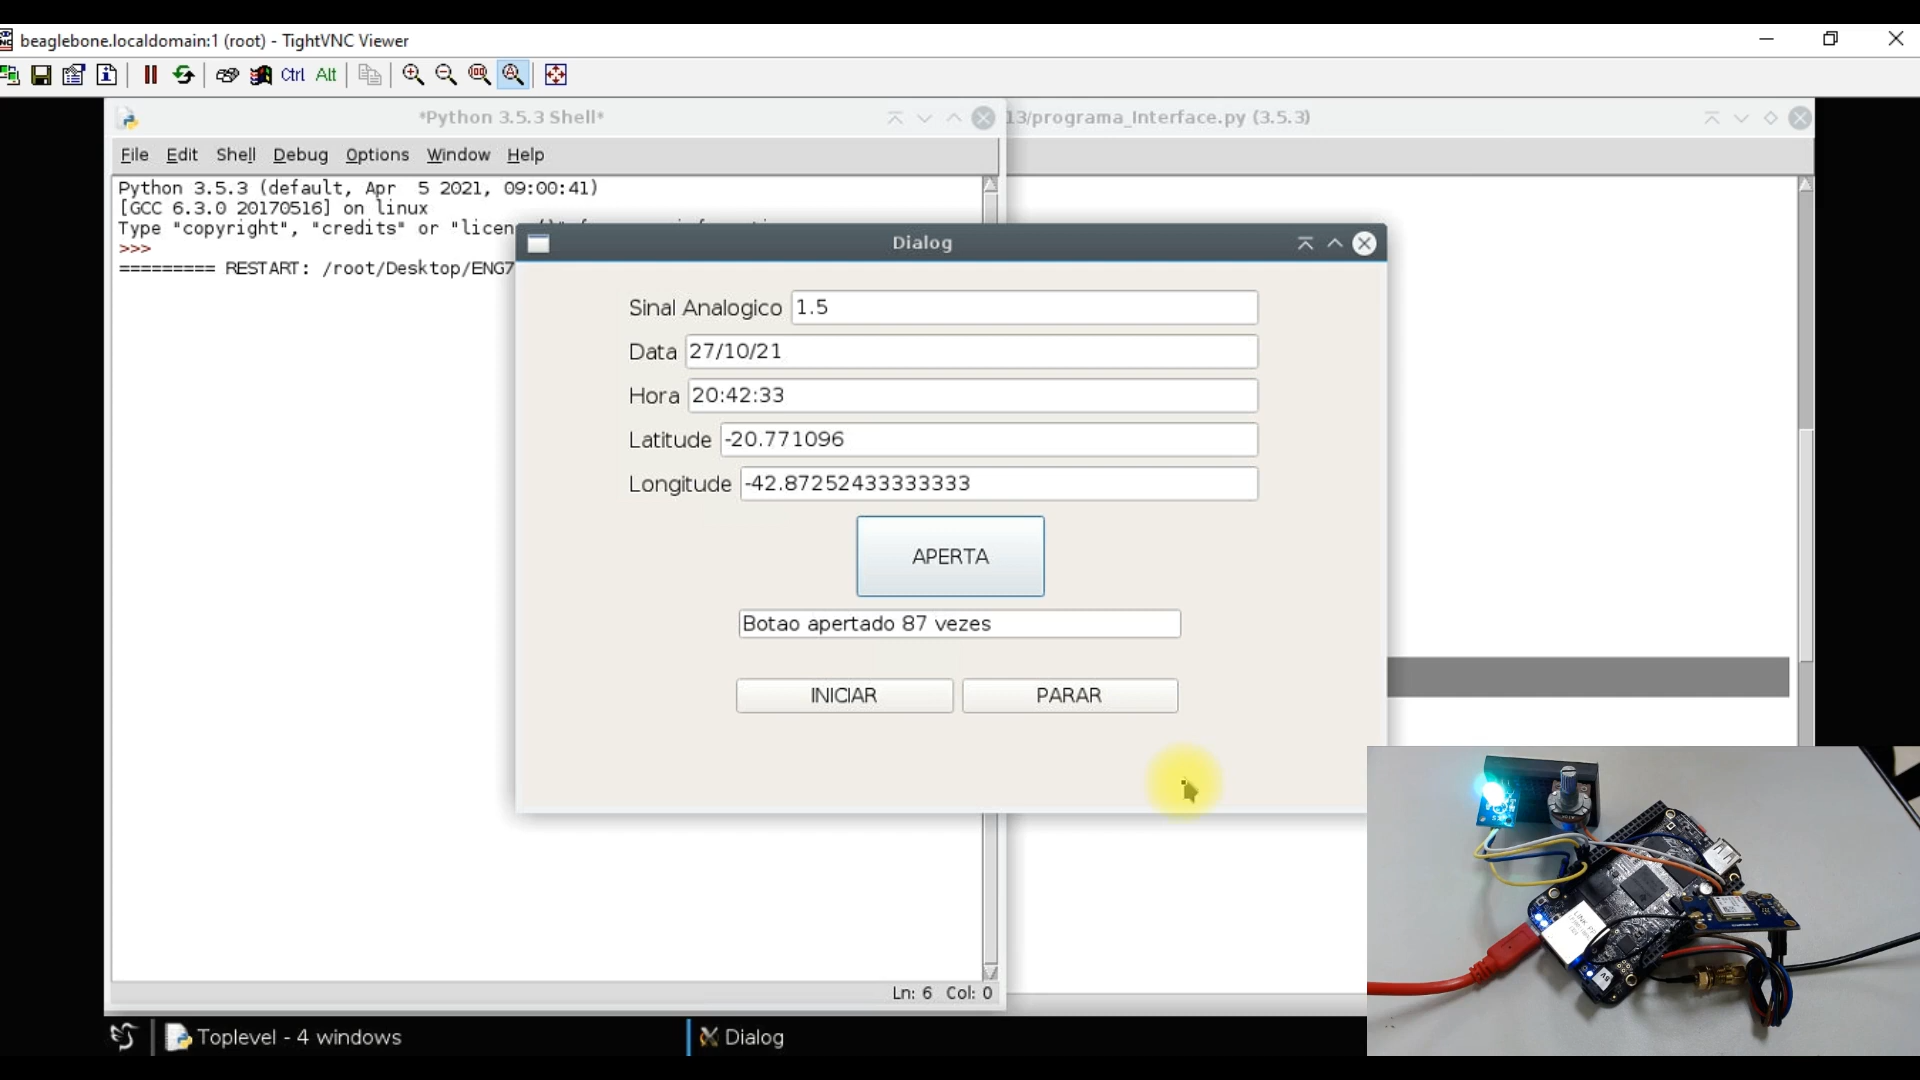 beaglebone.localdomain:1 (root) - TightVNC Viewer
Ctrl Alt
*Python 3.5.3 Shell*
13/programa_Interface.py (3.5.3)
File Edit Shell Debug Options Window Help
Python 3.5.3 (default, Apr  5 2021, 09:00:41)
[GCC 6.3.0 20170516] on linux
Type "copyright", "credits" or "licen
>>>
========= RESTART: /root/Desktop/ENG7
Dialog
Sinal Analogico 1.5
Data 27/10/21
Hora 20:42:33
Latitude -20.771096
Longitude -42.87252433333333
APERTA
Botao apertado 87 vezes
INICIAR PARAR
Ln: 6 Col: 0
Toplevel - 4 windows
Dialog
5V